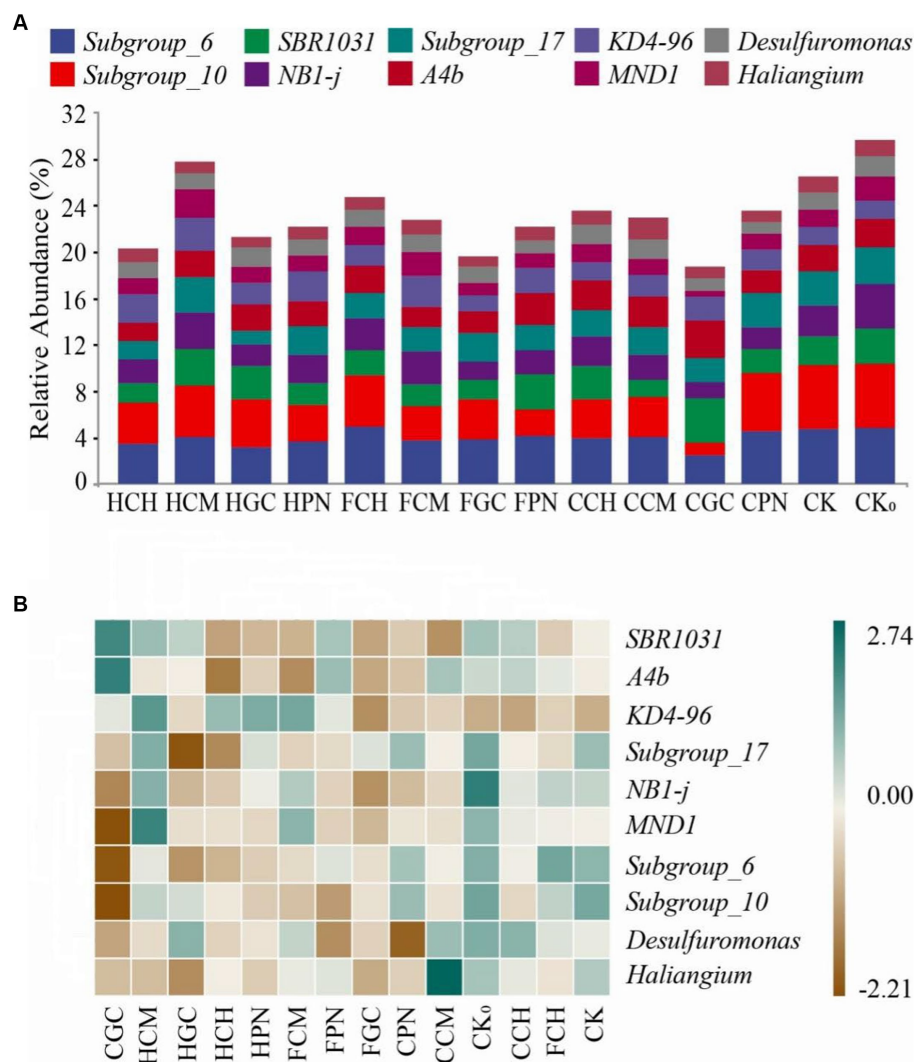 A
Subgroup_6 SBR1031 Subgroup_17 KD4-96 Desulfuromonas
Subgroup_10 NB1-j A4b MND1 Haliangium
Relative Abundance (%)
32
28
24
20
16
12
8
4
0
HCH HCM HGC HPN FCH FCM FGC FPN CCH CCM CGC CPN CK CK₀
B
SBR1031
A4b
KD4-96
Subgroup_17
NB1-j
MND1
Subgroup_6
Subgroup_10
Desulfuromonas
Haliangium
2.74
0.00
-2.21
CGC HCM HGC HCH HPN FCM FPN FGC CPN CCM CK₀ CCH FCH CK